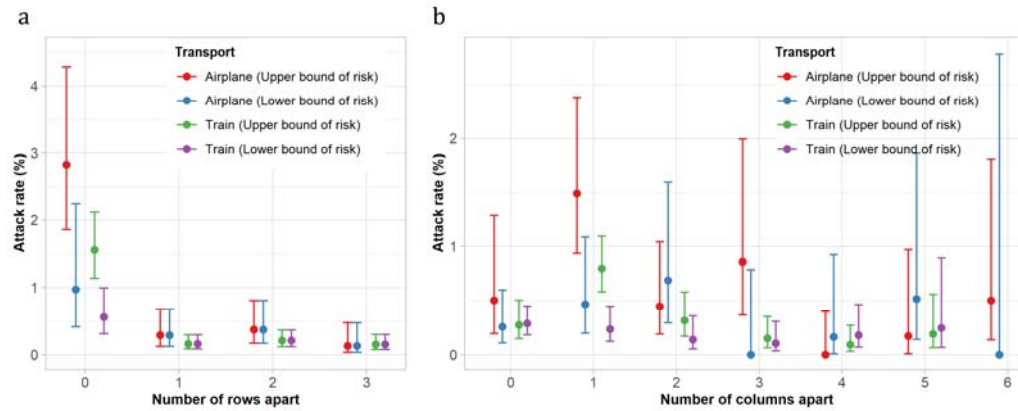 a
b
Transport
Airplane (Upper bound of risk)
Airplane (Lower bound of risk)
Train (Upper bound of risk)
Train (Lower bound of risk)
Attack rate (%)
4
3
2
1
0
0 1 2 3
Number of rows apart
Transport
Airplane (Upper bound of risk)
Airplane (Lower bound of risk)
Train (Upper bound of risk)
Train (Lower bound of risk)
Attack rate (%)
2
1
0
0 1 2 3 4 5 6
Number of columns apart